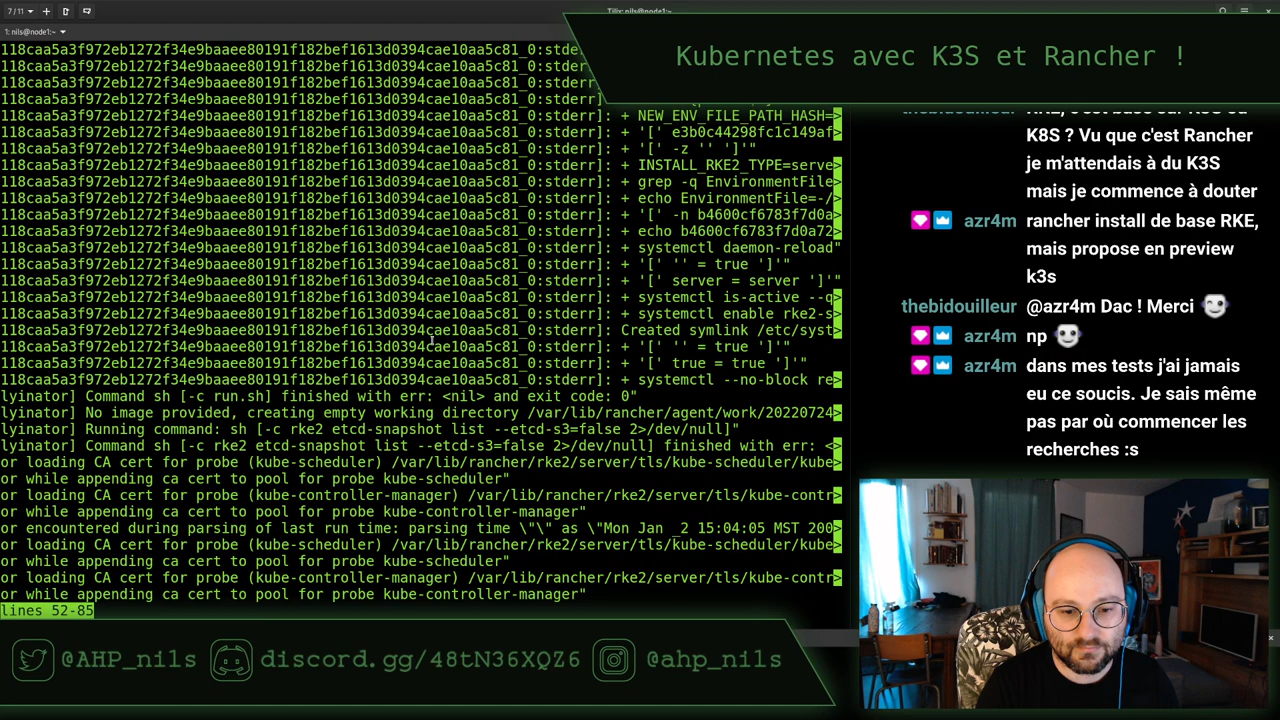 7 / 11
Tilix: nils@node1:~
1: nils@node1:~
118caa5a3f972eb1272f34e9baaee80191f182bef1613d0394cae10aa5c81_0:stde
118caa5a3f972eb1272f34e9baaee80191f182bef1613d0394cae10aa5c81_0:stde
118caa5a3f972eb1272f34e9baaee80191f182bef1613d0394cae10aa5c81_0:stder
118caa5a3f972eb1272f34e9baaee80191f182bef1613d0394cae10aa5c81_0:stderr]
118caa5a3f972eb1272f34e9baaee80191f182bef1613d0394cae10aa5c81_0:stderr]: + NEW_ENV_FILE_PATH_HASH=>
118caa5a3f972eb1272f34e9baaee80191f182bef1613d0394cae10aa5c81_0:stderr]: + '[' e3b0c44298fc1c149af>
118caa5a3f972eb1272f34e9baaee80191f182bef1613d0394cae10aa5c81_0:stderr]: + '[' -z '' ']'"
118caa5a3f972eb1272f34e9baaee80191f182bef1613d0394cae10aa5c81_0:stderr]: + INSTALL_RKE2_TYPE=serve>
118caa5a3f972eb1272f34e9baaee80191f182bef1613d0394cae10aa5c81_0:stderr]: + grep -q EnvironmentFile>
118caa5a3f972eb1272f34e9baaee80191f182bef1613d0394cae10aa5c81_0:stderr]: + echo EnvironmentFile=-/>
118caa5a3f972eb1272f34e9baaee80191f182bef1613d0394cae10aa5c81_0:stderr]: + '[' -n b4600cf6783f7d0a>
118caa5a3f972eb1272f34e9baaee80191f182bef1613d0394cae10aa5c81_0:stderr]: + echo b4600cf6783f7d0a72>
118caa5a3f972eb1272f34e9baaee80191f182bef1613d0394cae10aa5c81_0:stderr]: + systemctl daemon-reload"
118caa5a3f972eb1272f34e9baaee80191f182bef1613d0394cae10aa5c81_0:stderr]: + '[' '' = true ']'"
118caa5a3f972eb1272f34e9baaee80191f182bef1613d0394cae10aa5c81_0:stderr]: + '[' server = server ']'"
118caa5a3f972eb1272f34e9baaee80191f182bef1613d0394cae10aa5c81_0:stderr]: + systemctl is-active --q>
118caa5a3f972eb1272f34e9baaee80191f182bef1613d0394cae10aa5c81_0:stderr]: + systemctl enable rke2-s>
118caa5a3f972eb1272f34e9baaee80191f182bef1613d0394cae10aa5c81_0:stderr]: Created symlink /etc/syst>
118caa5a3f972eb1272f34e9baaee80191f182bef1613d0394cae10aa5c81_0:stderr]: + '[' '' = true ']'"
118caa5a3f972eb1272f34e9baaee80191f182bef1613d0394cae10aa5c81_0:stderr]: + '[' true = true ']'"
118caa5a3f972eb1272f34e9baaee80191f182bef1613d0394cae10aa5c81_0:stderr]: + systemctl --no-block re>
lyinator] Command sh [-c run.sh] finished with err: <nil> and exit code: 0"
lyinator] No image provided, creating empty working directory /var/lib/rancher/agent/work/20220724>
lyinator] Running command: sh [-c rke2 etcd-snapshot list --etcd-s3=false 2>/dev/null]"
lyinator] Command sh [-c rke2 etcd-snapshot list --etcd-s3=false 2>/dev/null] finished with err: <>
or loading CA cert for probe (kube-scheduler) /var/lib/rancher/rke2/server/tls/kube-scheduler/kube>
or while appending ca cert to pool for probe kube-scheduler"
or loading CA cert for probe (kube-controller-manager) /var/lib/rancher/rke2/server/tls/kube-contr>
or while appending ca cert to pool for probe kube-controller-manager"
or encountered during parsing of last run time: parsing time \"\" as \"Mon Jan _2 15:04:05 MST 200>
or loading CA cert for probe (kube-scheduler) /var/lib/rancher/rke2/server/tls/kube-scheduler/kube>
or while appending ca cert to pool for probe kube-scheduler"
or loading CA cert for probe (kube-controller-manager) /var/lib/rancher/rke2/server/tls/kube-contr>
or while appending ca cert to pool for probe kube-controller-manager"
lines 52-85
Kubernetes avec K3S et Rancher !
K8S ? Vu que c'est Rancher
je m'attendais à du K3S
mais je commence à douter
azr4m rancher install de base RKE,
mais propose en preview
k3s
thebidouilleur @azr4m Dac ! Merci
azr4m np
azr4m dans mes tests j'ai jamais
eu ce soucis. Je sais même
pas par où commencer les
recherches :s
@AHP_nils discord.gg/48tN36XQZ6 @ahp_nils